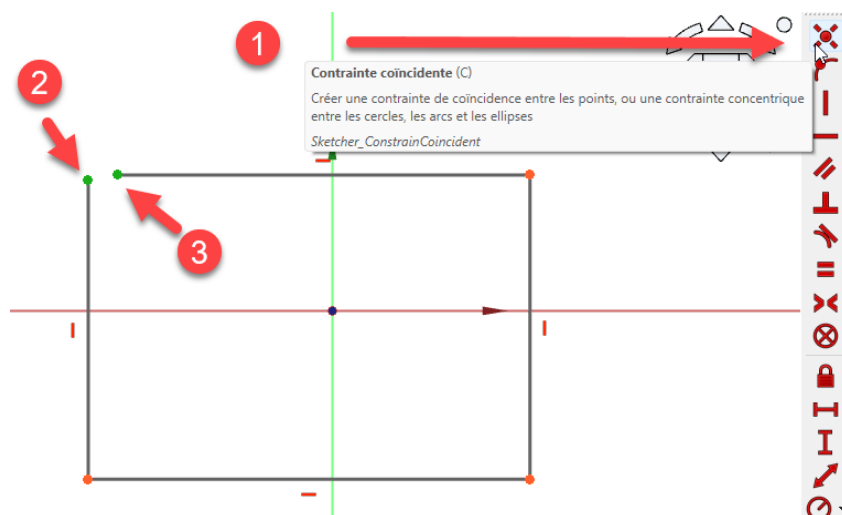 1
Contrainte coïncidente (C)
2
Créer une contrainte de coïncidence entre les points, ou une contrainte concentrique
entre les cercles, les arcs et les ellipses
Sketcher_ConstrainCoincident
3